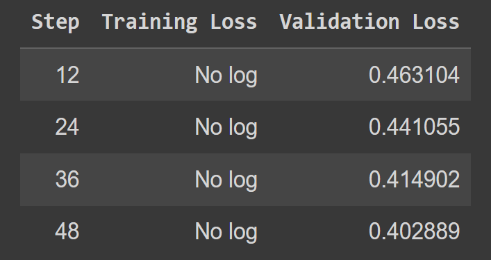 Step Training Loss Validation Loss
12 No log 0.463104
24 No log 0.441055
36 No log 0.414902
48 No log 0.402889